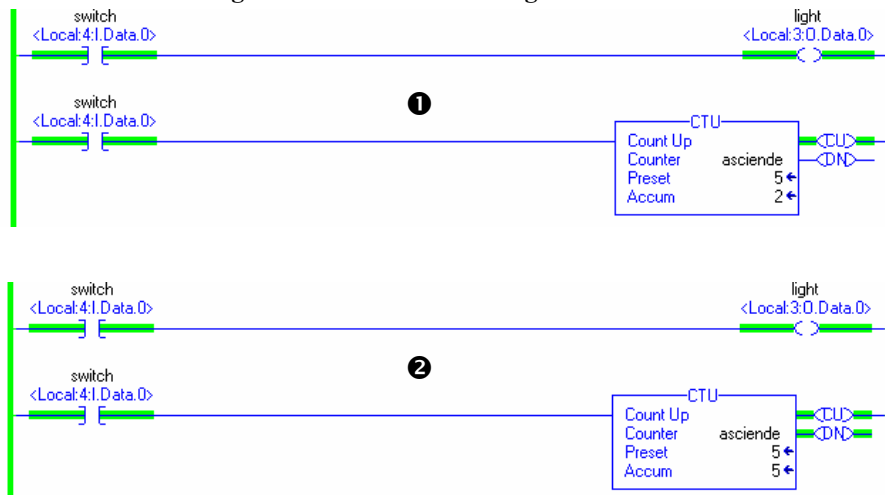 switch
<Local:4:I.Data.0>
light
<Local:3:O.Data.0>
❶
switch
<Local:4:I.Data.0>
CTU
Count Up
Counter asciende
Preset 5
Accum 2
CU
DN
switch
<Local:4:I.Data.0>
light
<Local:3:O.Data.0>
❷
switch
<Local:4:I.Data.0>
CTU
Count Up
Counter asciende
Preset 5
Accum 5
CU
DN